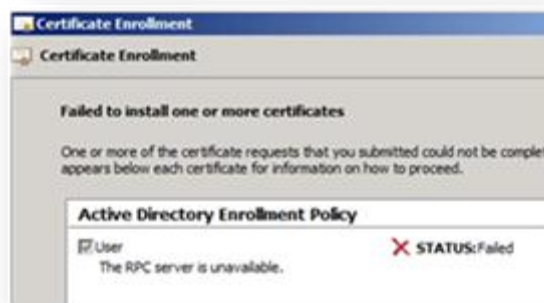 Certificate Enrollment
Certificate Enrollment
Failed to install one or more certificates
One or more of the certificate requests that you submitted could not be
appears below each certificate for information on how to proceed.
Active Directory Enrollment Policy
User
STATUS:Failed
The RPC server is unavailable.